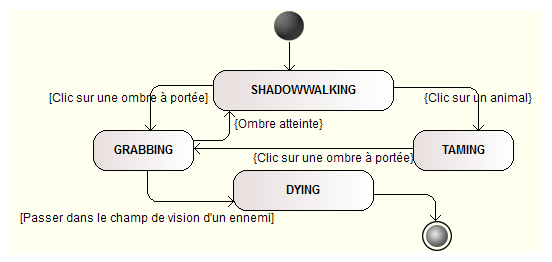 SHADOWWALKING
[Clic sur une ombre à portée]
{Clic sur un animal}
{Ombre atteinte}
GRABBING
TAMING
{Clic sur une ombre à portée}
DYING
[Passer dans le champ de vision d'un ennemi]